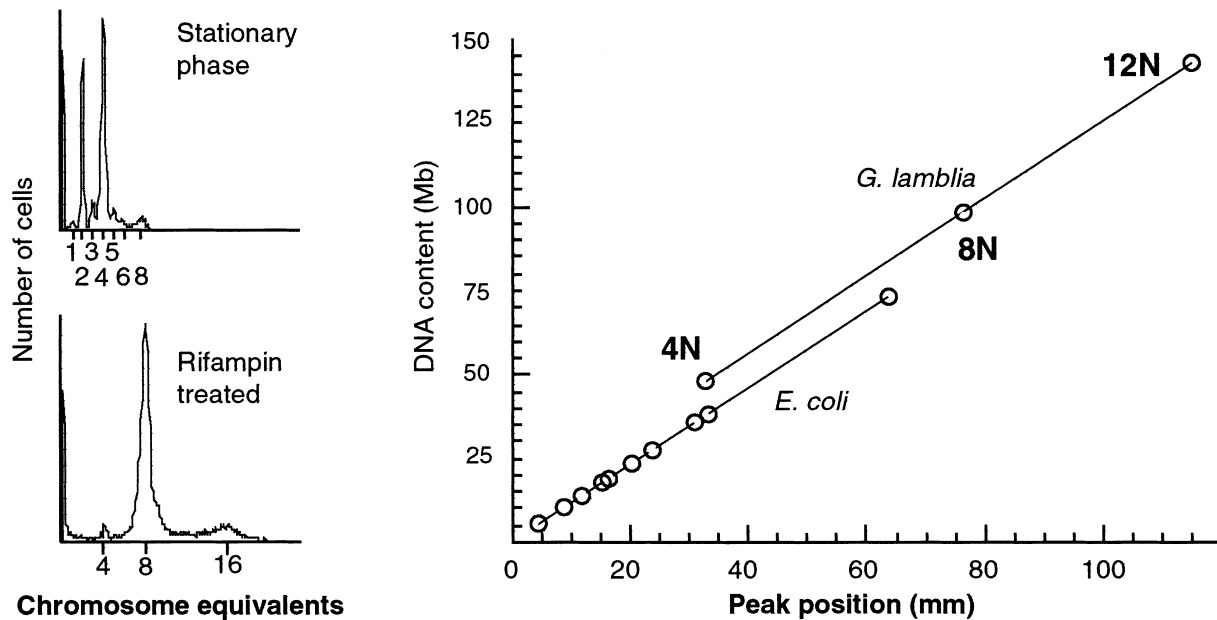 Number of cells
Stationary
phase
1 3 5
2 4 6 8
Rifampin
treated
4 8 16
Chromosome equivalents
DNA content (Mb)
150
125
100
75
50
25
12N
G. lamblia
8N
4N
E. coli
0 20 40 60 80 100
Peak position (mm)